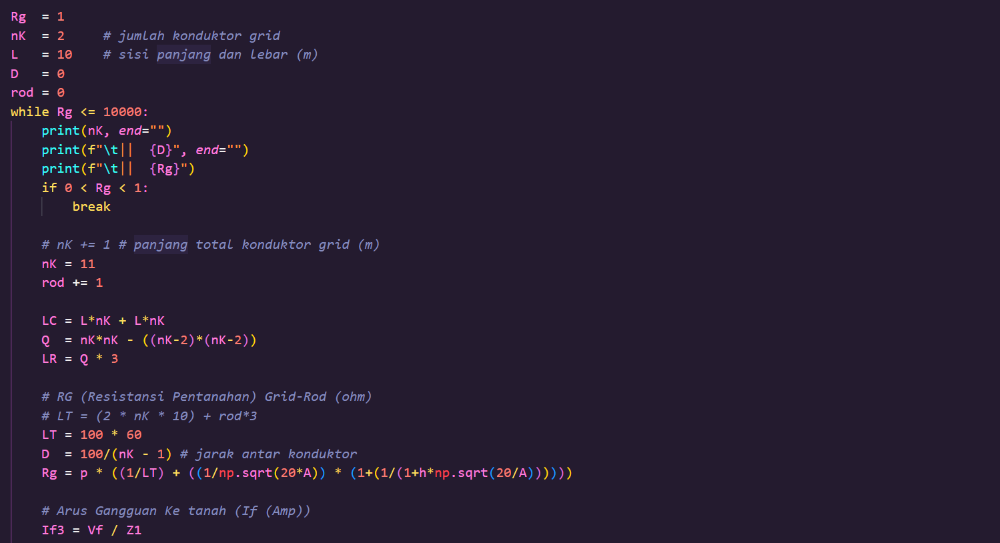 Rg  = 1
nK  = 2     # jumlah konduktor grid
L   = 10    # sisi panjang dan lebar (m)
D   = 0
rod = 0
while Rg <= 10000:
    print(nK, end="")
    print(f"\t||  {D}", end="")
    print(f"\t||  {Rg}")
    if 0 < Rg < 1:
        break
    # nK += 1 # panjang total konduktor grid (m)
    nK = 11
    rod += 1
    LC = L*nK + L*nK
    Q  = nK*nK - ((nK-2)*(nK-2))
    LR = Q * 3
    # RG (Resistansi Pentanahan) Grid-Rod (ohm)
    # LT = (2 * nK * 10) + rod*3
    LT = 100 * 60
    D  = 100/(nK - 1) # jarak antar konduktor
    Rg = p * ((1/LT) + ((1/np.sqrt(20*A)) * (1+(1/(1+h*np.sqrt(20/A))))))
    # Arus Gangguan Ke tanah (If (Amp))
    If3 = Vf / Z1